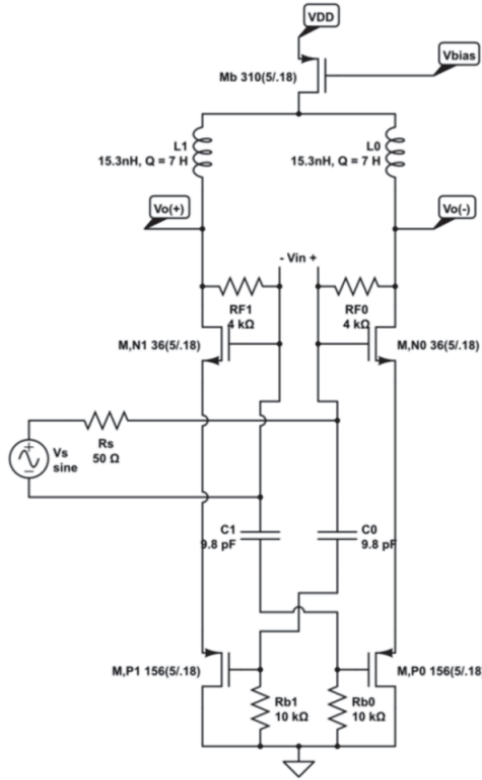 VDD
Vbias
Mb 310(5/.18)
L1
15.3nH, Q = 7 H
L0
15.3nH, Q = 7 H
Vo(+)
Vo(-)
- Vin +
RF1
4 kΩ
RF0
4 kΩ
M,N1 36(5/.18)
M,N0 36(5/.18)
Rs
50 Ω
Vs
sine
C1
9.8 pF
C0
9.8 pF
M,P1 156(5/.18)
M,P0 156(5/.18
Rb1
10 kΩ
Rb0
10 kΩ